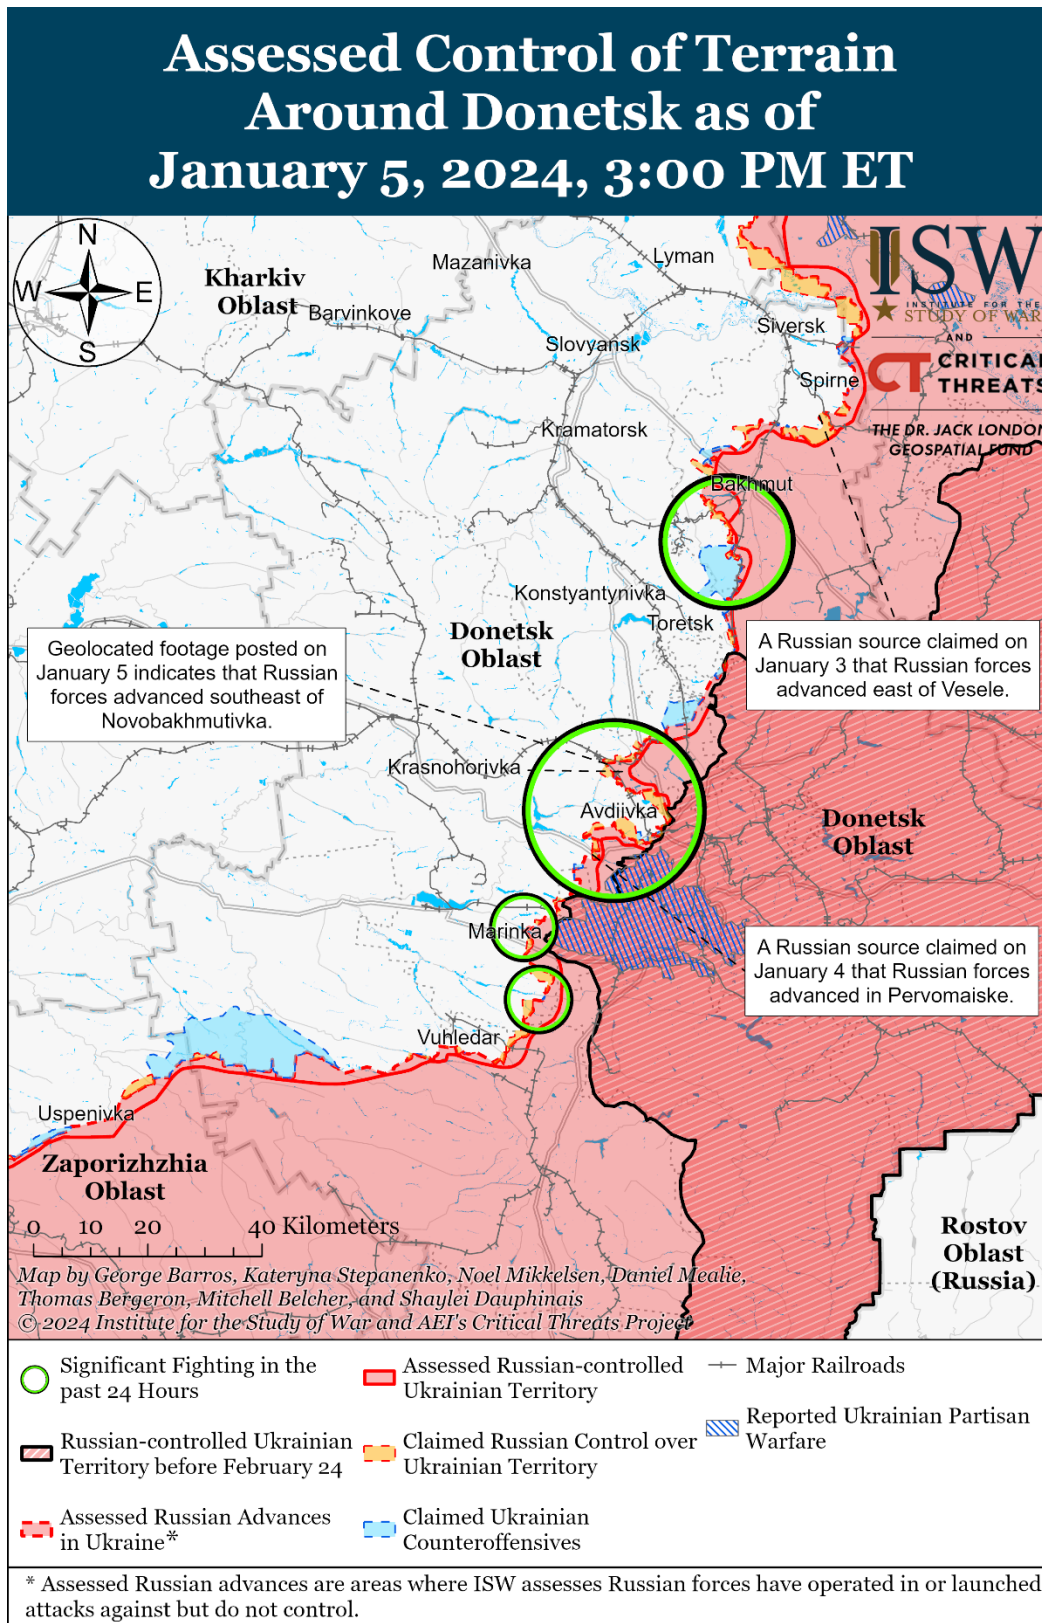 Assessed Control of Terrain
Around Donetsk as of
January 5, 2024, 3:00 PM ET
N
W
E
S
Kharkiv
Oblast
Mazanivka
Lyman
Barvinkove
Slovyansk
Siversk
Spirne
Kramatorsk
Bakhmut
ISW
INSTITUTE FOR THE
STUDY OF WAR
AND
CT CRITICAL
THREATS
THE DR. JACK LONDON
GEOSPATIAL FUND
Konstyantynivka
Toretsk
Donetsk
Oblast
Geolocated footage posted on
January 5 indicates that Russian
forces advanced southeast of
Novobakhmutivka.
A Russian source claimed on
January 3 that Russian forces
advanced east of Vesele.
Krasnohorivka
Avdiivka
Donetsk
Oblast
Marinka
A Russian source claimed on
January 4 that Russian forces
advanced in Pervomaiske.
Vuhledar
Uspenivka
Zaporizhzhia
Oblast
Rostov
Oblast
(Russia)
0 10 20 40 Kilometers
Map by George Barros, Kateryna Stepanenko, Noel Mikkelsen, Daniel Mealie,
Thomas Bergeron, Mitchell Belcher, and Shaylei Dauphinais
© 2024 Institute for the Study of War and AEI's Critical Threats Project
Significant Fighting in the
past 24 Hours
Russian-controlled Ukrainian
Territory before February 24
Assessed Russian Advances
in Ukraine*
Assessed Russian-controlled
Ukrainian Territory
Claimed Russian Control over
Ukrainian Territory
Claimed Ukrainian
Counteroffensives
Major Railroads
Reported Ukrainian Partisan
Warfare
* Assessed Russian advances are areas where ISW assesses Russian forces have operated in or launched
attacks against but do not control.